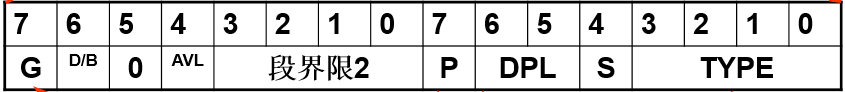 7 6 5 4 3 2 1 0 7 6 5 4 3 2 1 0
G D/B 0 AVL 段界限2 P DPL S TYPE